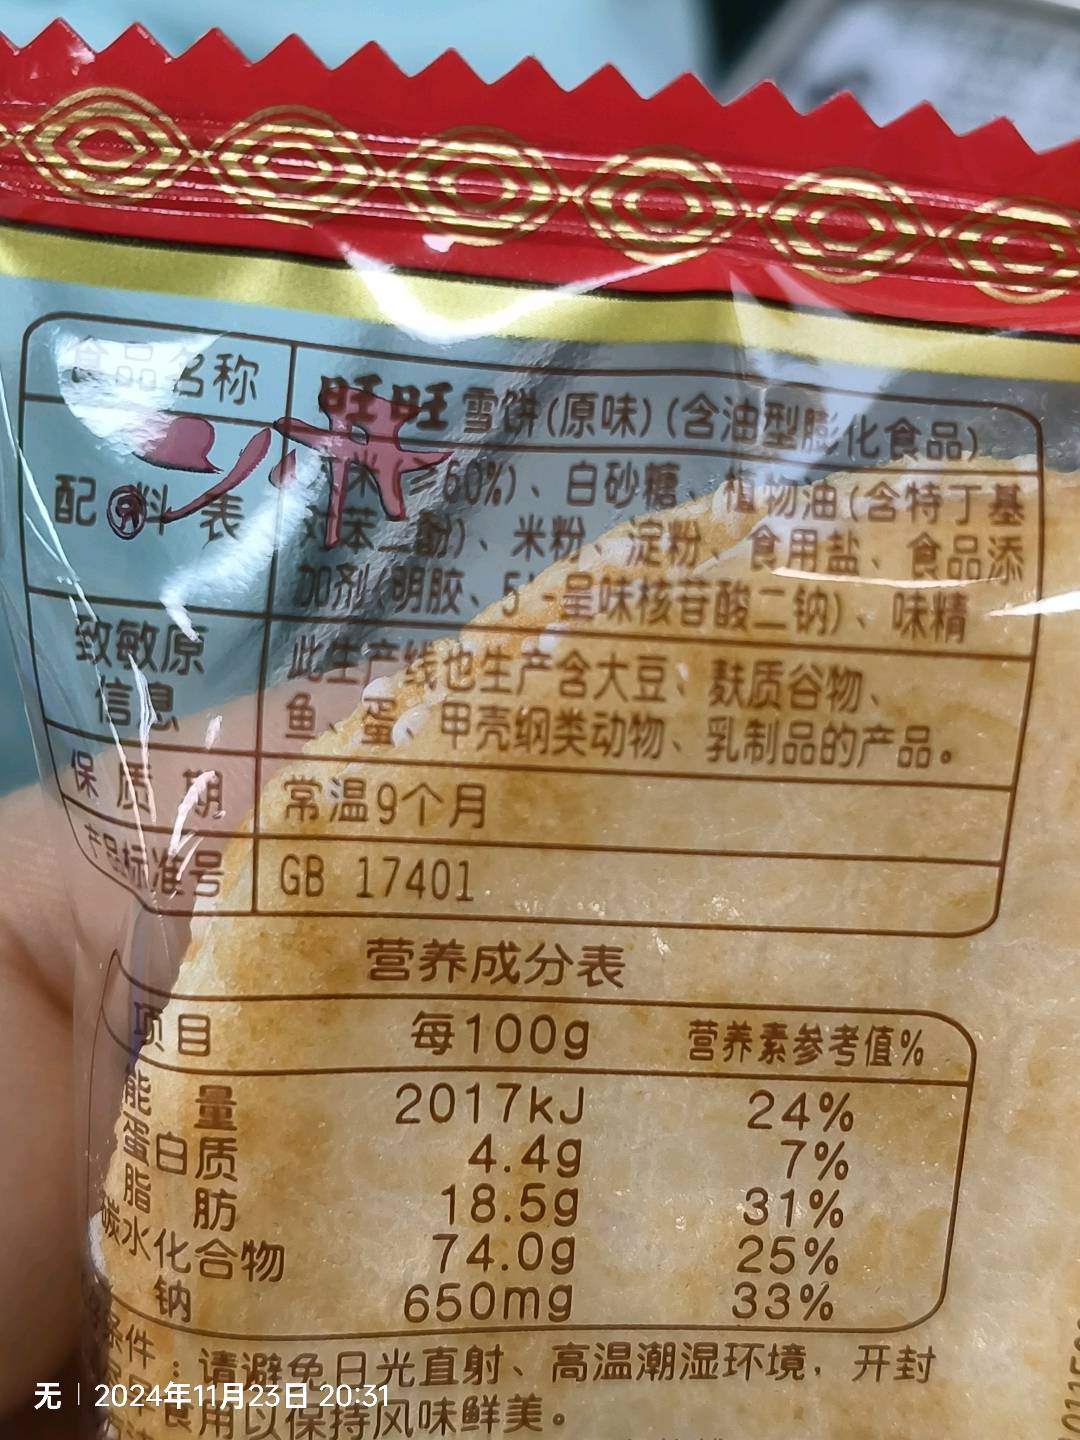 食品名称
旺旺 雪饼(原味)(含油型膨化食品)
配料表
米(≥60%)、白砂糖、植物油(含特丁基
对苯二酚)、米粉、淀粉、食用盐、食品添
加剂(明胶、5'-呈味核苷酸二钠)、味精
致敏原
信息
此生产线也生产含大豆、麸质谷物、
鱼、蛋、甲壳纲类动物、乳制品的产品。
保质期
常温9个月
产品标准号
GB 17401
营养成分表
项目 每100g 营养素参考值%
能量 2017kJ 24%
蛋白质 4.4g 7%
脂肪 18.5g 31%
碳水化合物 74.0g 25%
钠 650mg 33%
条件:请避免日光直射、高温潮湿环境，开封
食用以保持风味鲜美。
无 | 2024年11月23日 20:31